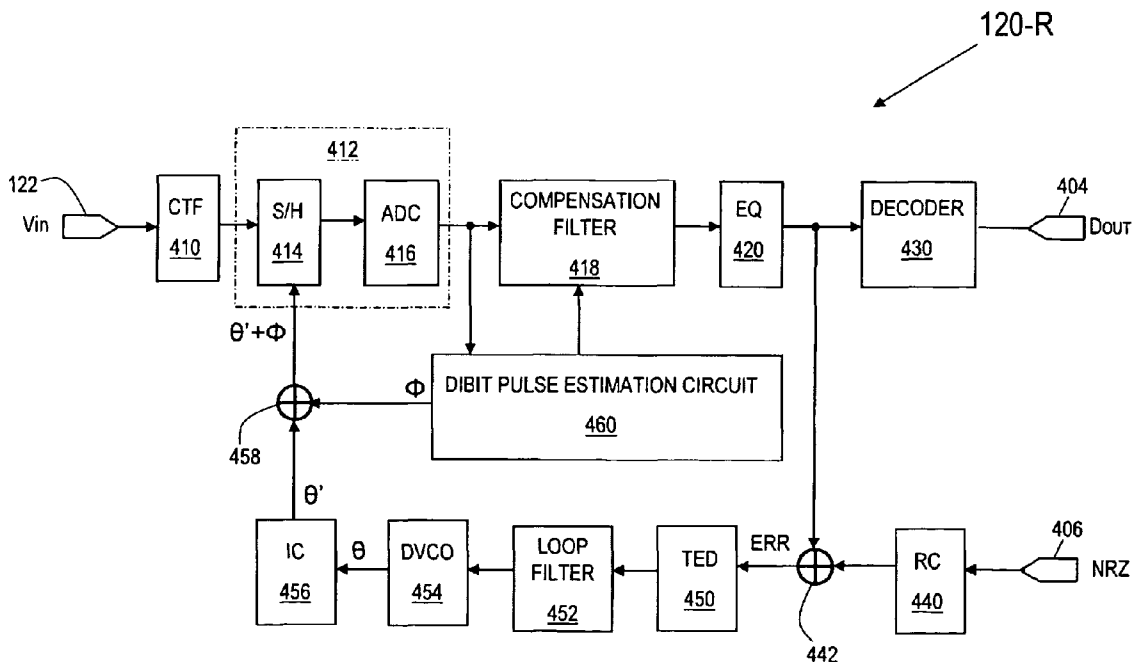 120-R
412
122
Vin
CTF
410
S/H
414
ADC
416
COMPENSATION
FILTER
418
EQ
420
DECODER
430
404
DOUT
θ'+Φ
458
Φ
DIBIT PULSE ESTIMATION CIRCUIT
460
θ'
IC
456
θ
DVCO
454
LOOP
FILTER
452
TED
450
ERR
442
RC
440
406
NRZ